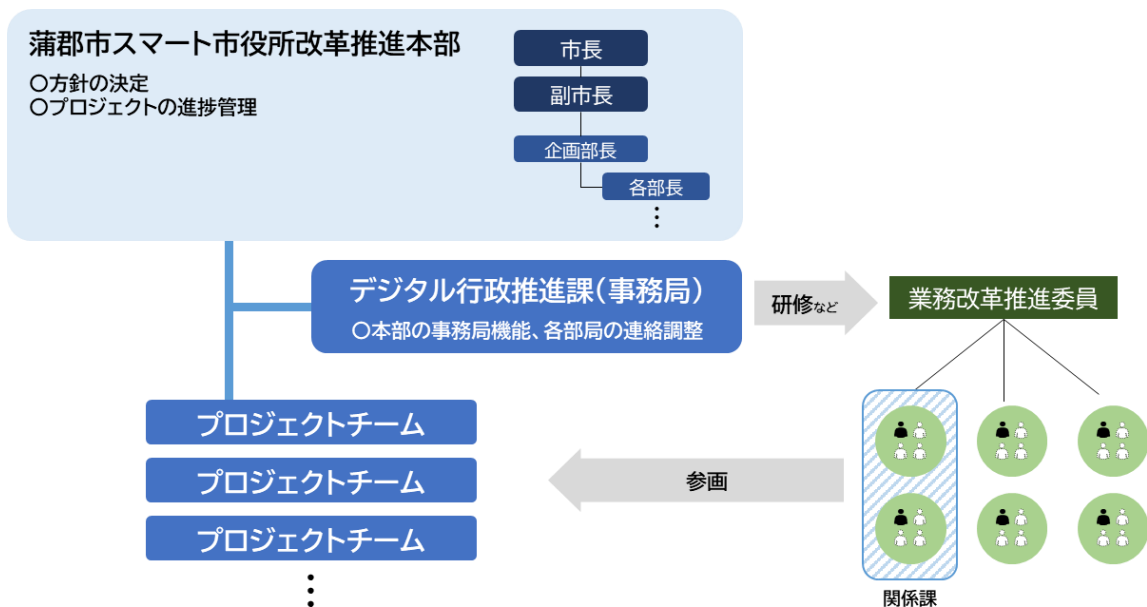 蒲郡市スマート市役所改革推進本部
○方針の決定
○プロジェクトの進捗管理
市長
副市長
企画部長
各部長
⋮
デジタル行政推進課(事務局)
○本部の事務局機能、各部局の連絡調整
研修など
業務改革推進委員
プロジェクトチーム
プロジェクトチーム
プロジェクトチーム
⋮
参画
関係課